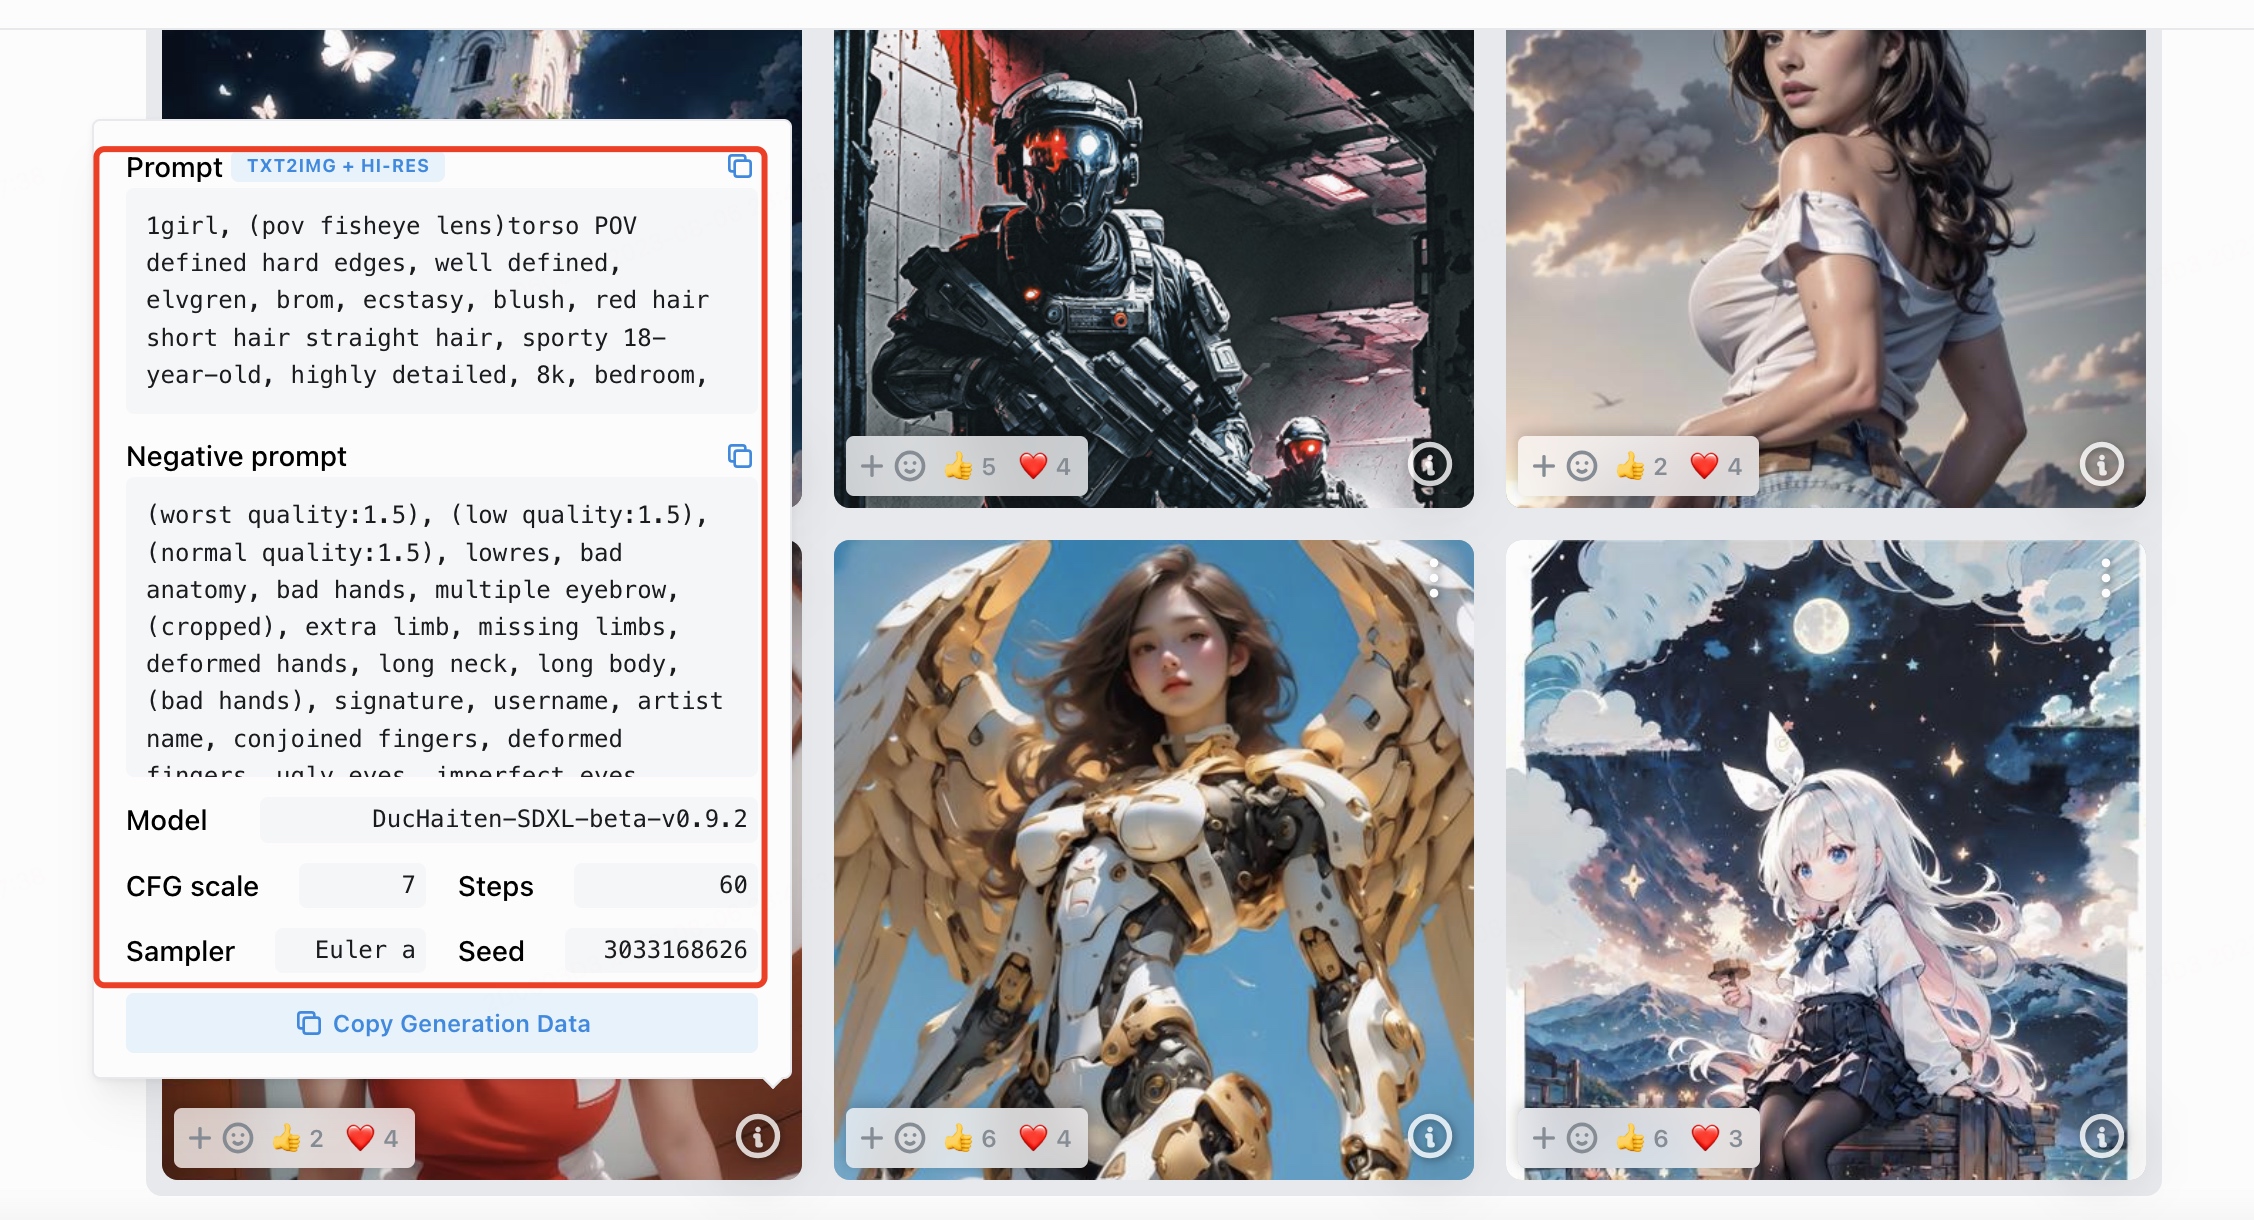 Prompt TXT2IMG + HI-RES
1girl, (pov fisheye lens)torso POV
defined hard edges, well defined,
elvgren, brom, ecstasy, blush, red hair
short hair straight hair, sporty 18-
year-old, highly detailed, 8k, bedroom,
Negative prompt
(worst quality:1.5), (low quality:1.5),
(normal quality:1.5), lowres, bad
anatomy, bad hands, multiple eyebrow,
(cropped), extra limb, missing limbs,
deformed hands, long neck, long body,
(bad hands), signature, username, artist
name, conjoined fingers, deformed
fingers, ugly eyes, imperfect eyes
Model DucHaiten-SDXL-beta-v0.9.2
CFG scale 7 Steps 60
Sampler Euler a Seed 3033168626
Copy Generation Data
5 4
2 4
2 4
6 4
6 3